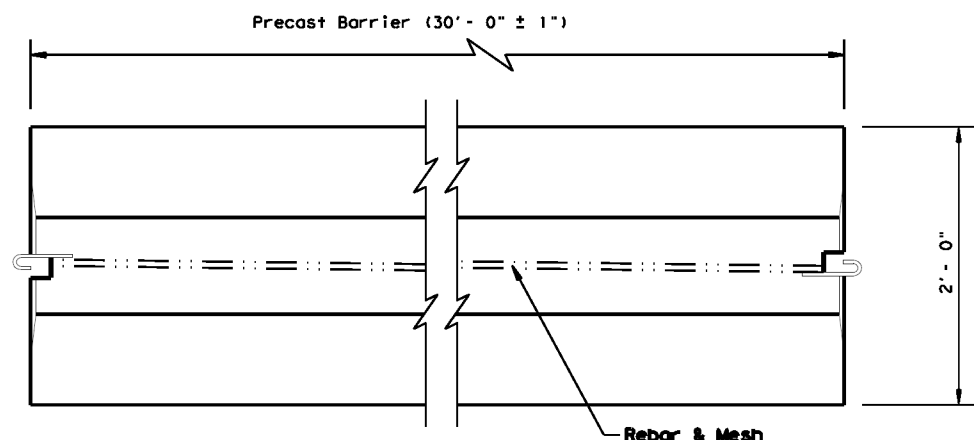 Precast Barrier (30'- 0" ± 1")
2'- 0"
Rebar & Mesh